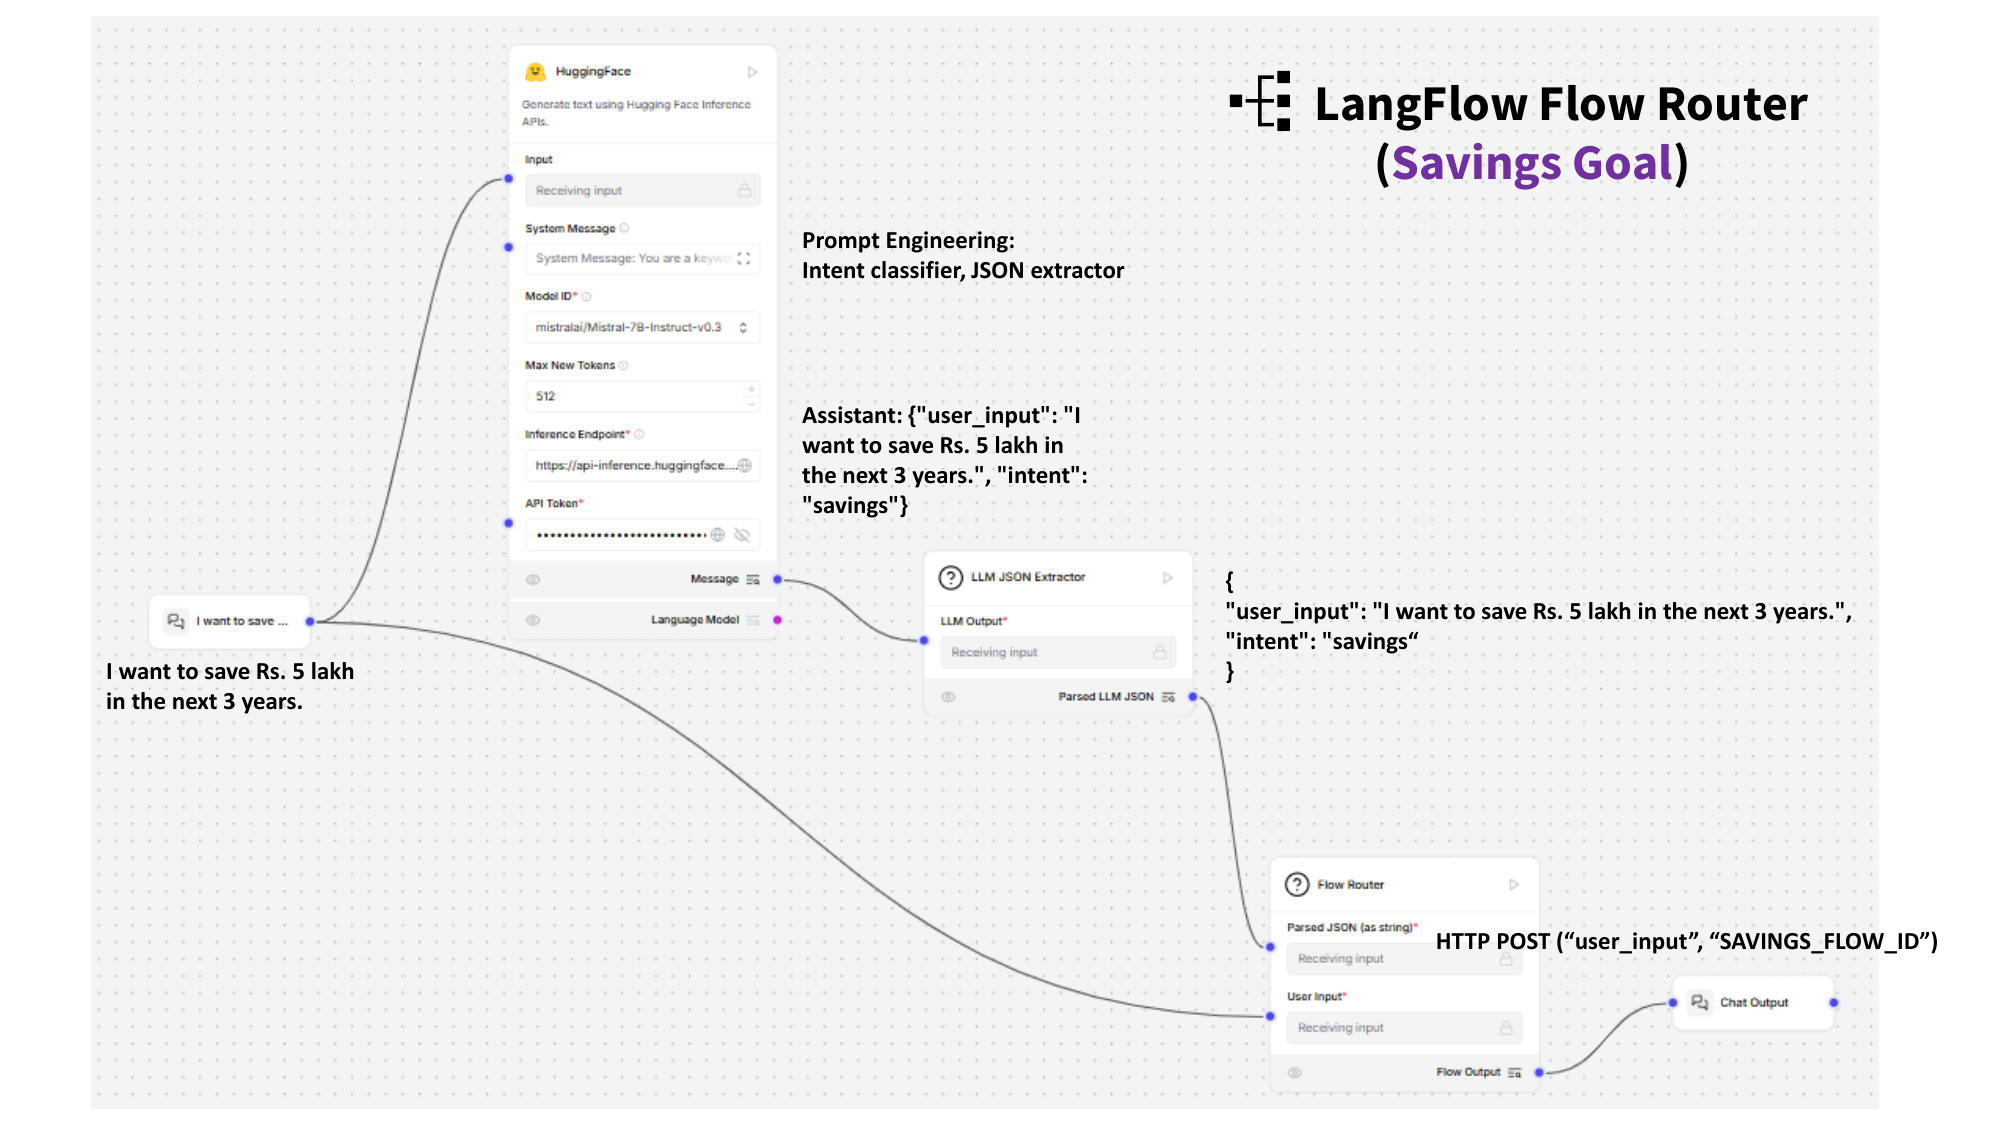 LangFlow Flow Router
(Savings Goal)
HuggingFace
Generate text using Hugging Face Inference
APIs.
Input
Receiving input
System Message
System Message: You are a keywo
Model ID*
mistralai/Mistral-7B-Instruct-v0.3
Max New Tokens
512
Inference Endpoint*
https://api-inference.huggingface....
API Token*
••••••••••••••••••••••••••
Message
Language Model
Prompt Engineering:
Intent classifier, JSON extractor
Assistant: {"user_input": "I
want to save Rs. 5 lakh in
the next 3 years.", "intent":
"savings"}
I want to save ...
I want to save Rs. 5 lakh
in the next 3 years.
LLM JSON Extractor
LLM Output*
Receiving input
Parsed LLM JSON
{
"user_input": "I want to save Rs. 5 lakh in the next 3 years.",
"intent": "savings“
}
Flow Router
Parsed JSON (as string)*
Receiving input
User Input*
Receiving input
Flow Output
HTTP POST (“user_input”, “SAVINGS_FLOW_ID”)
Chat Output